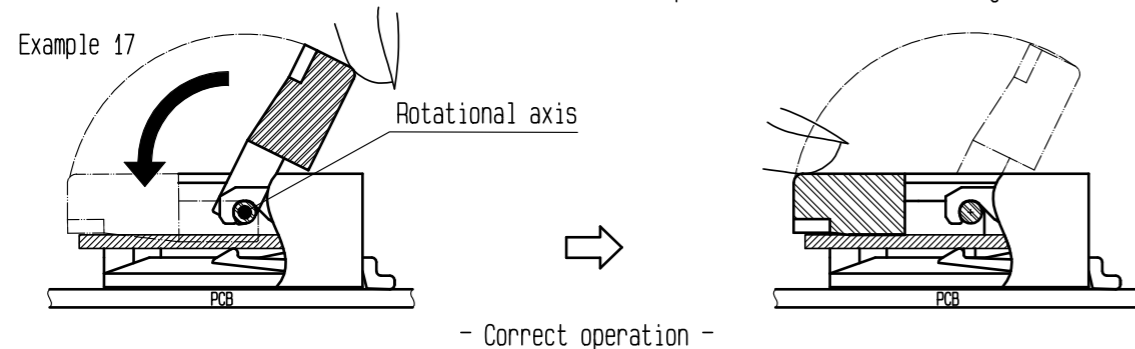 Example 17
Rotational axis
PCB
PCB
- Correct operation -